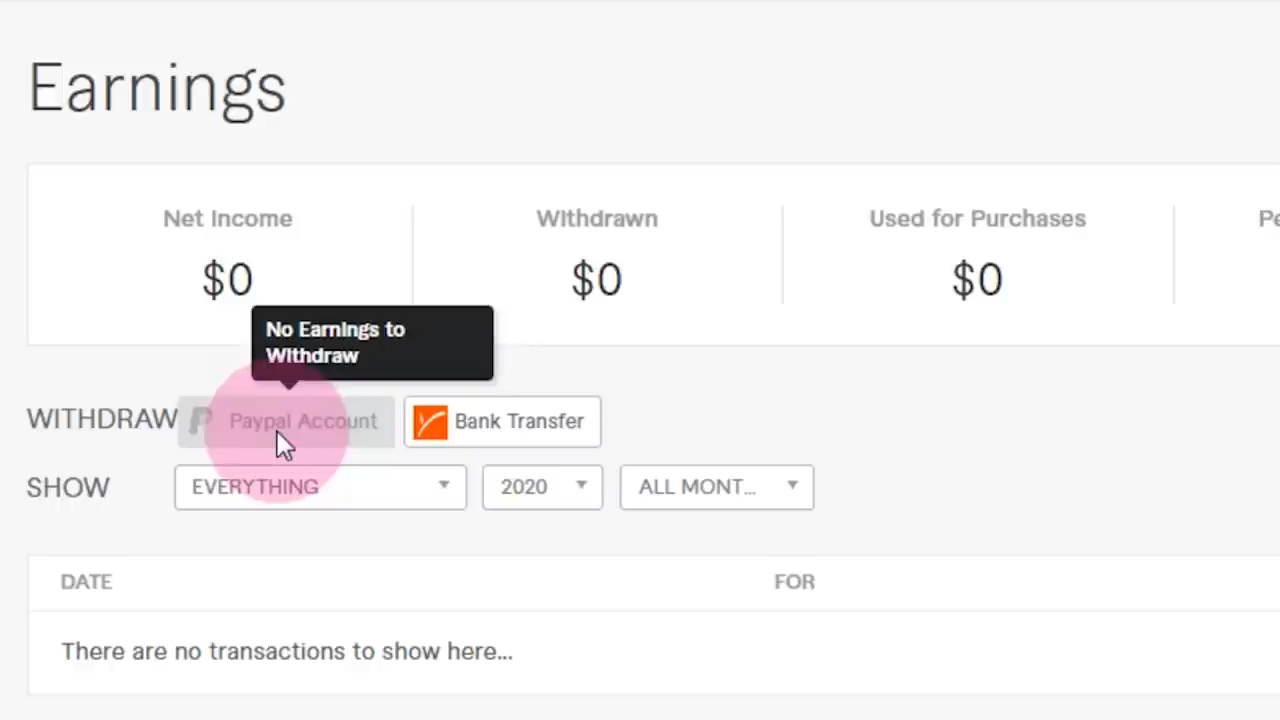 Earnings
Net Income
Withdrawn
Used for Purchases
$0
$0
$0
No Earnings to
Withdraw
WITHDRAW
Paypal Account
Bank Transfer
SHOW
EVERYTHING
2020
ALL MONT...
DATE
FOR
There are no transactions to show here...